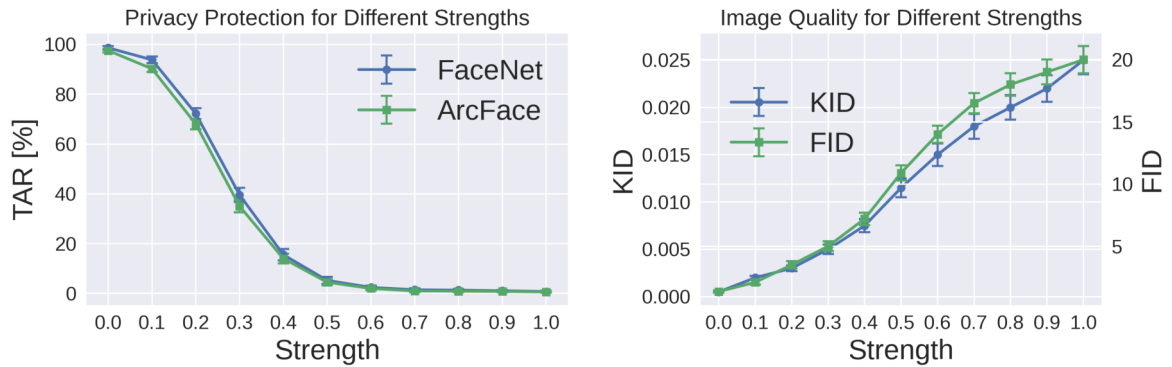 Privacy Protection for Different Strengths
100
80
60
40
20
0
TAR [%]
FaceNet
ArcFace
0.0 0.1 0.2 0.3 0.4 0.5 0.6 0.7 0.8 0.9 1.0
Strength
Image Quality for Different Strengths
0.025
0.020
0.015
0.010
0.005
0.000
KID
KID
FID
20
15
10
5
FID
0.0 0.1 0.2 0.3 0.4 0.5 0.6 0.7 0.8 0.9 1.0
Strength